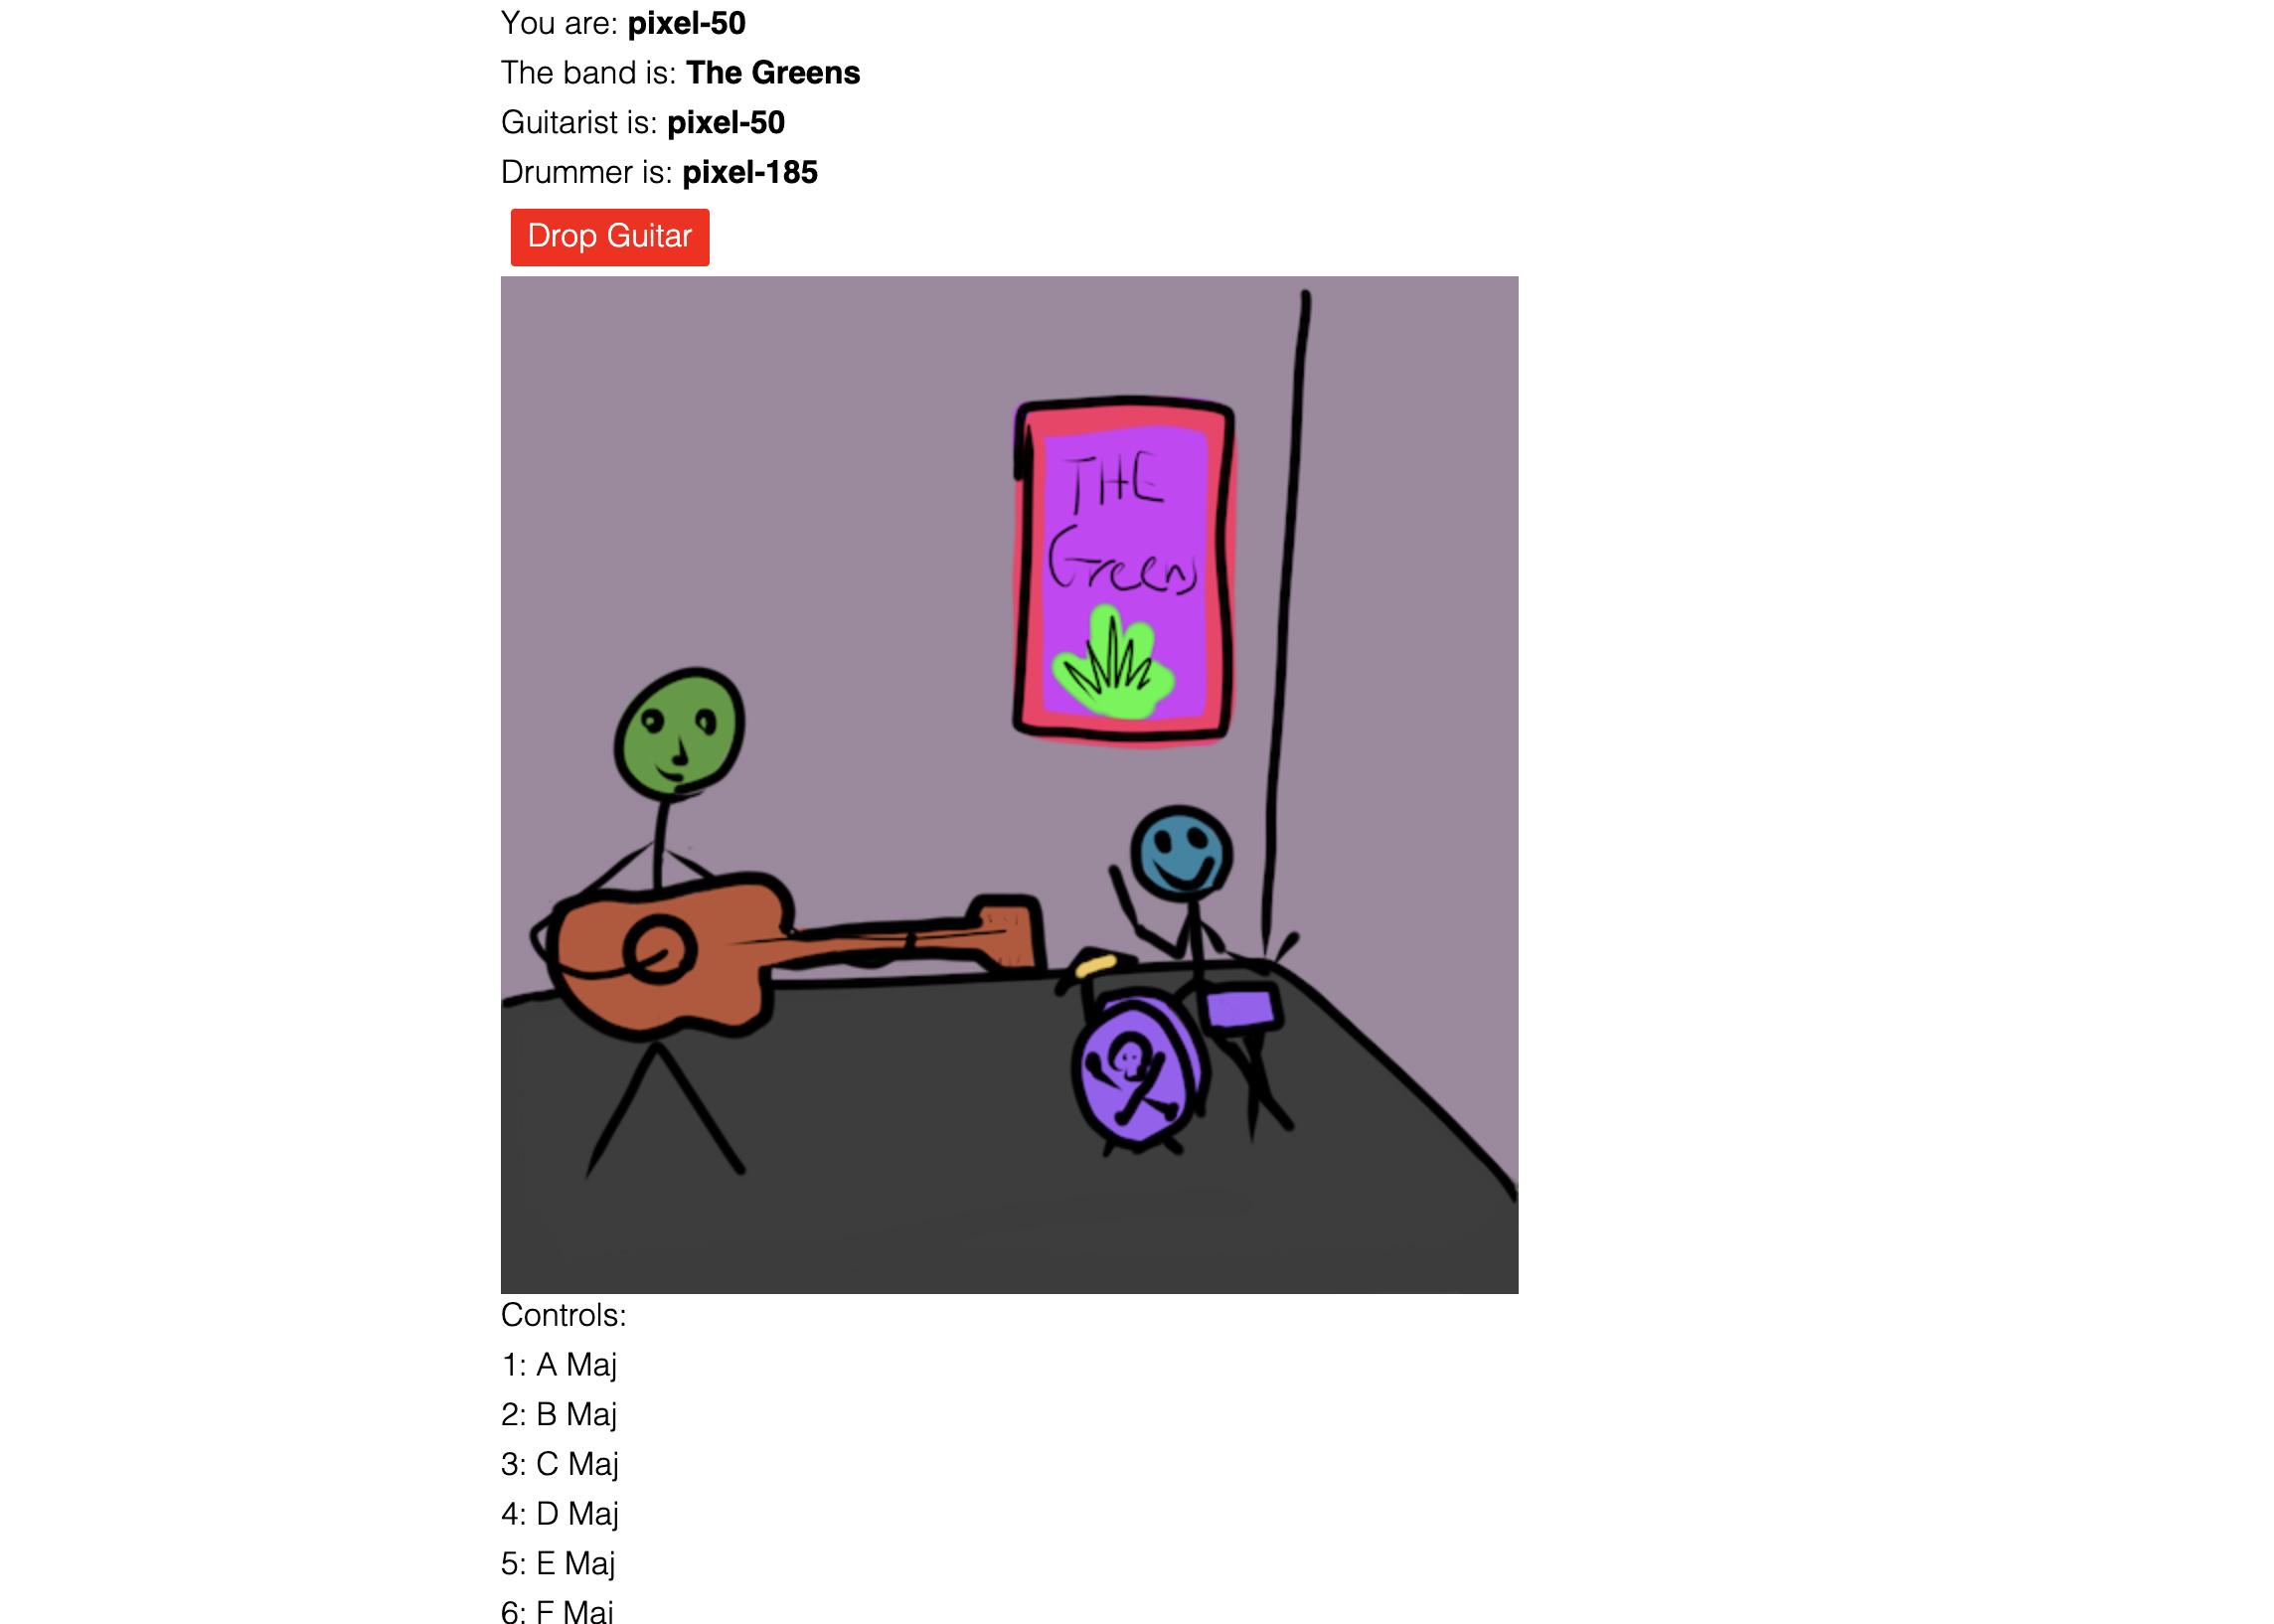 You are: pixel-50
The band is: The Greens
Guitarist is: pixel-50
Drummer is: pixel-185
Drop Guitar
THE
Greens
Controls:
1: A Maj
2: B Maj
3: C Maj
4: D Maj
5: E Maj
6: F Maj